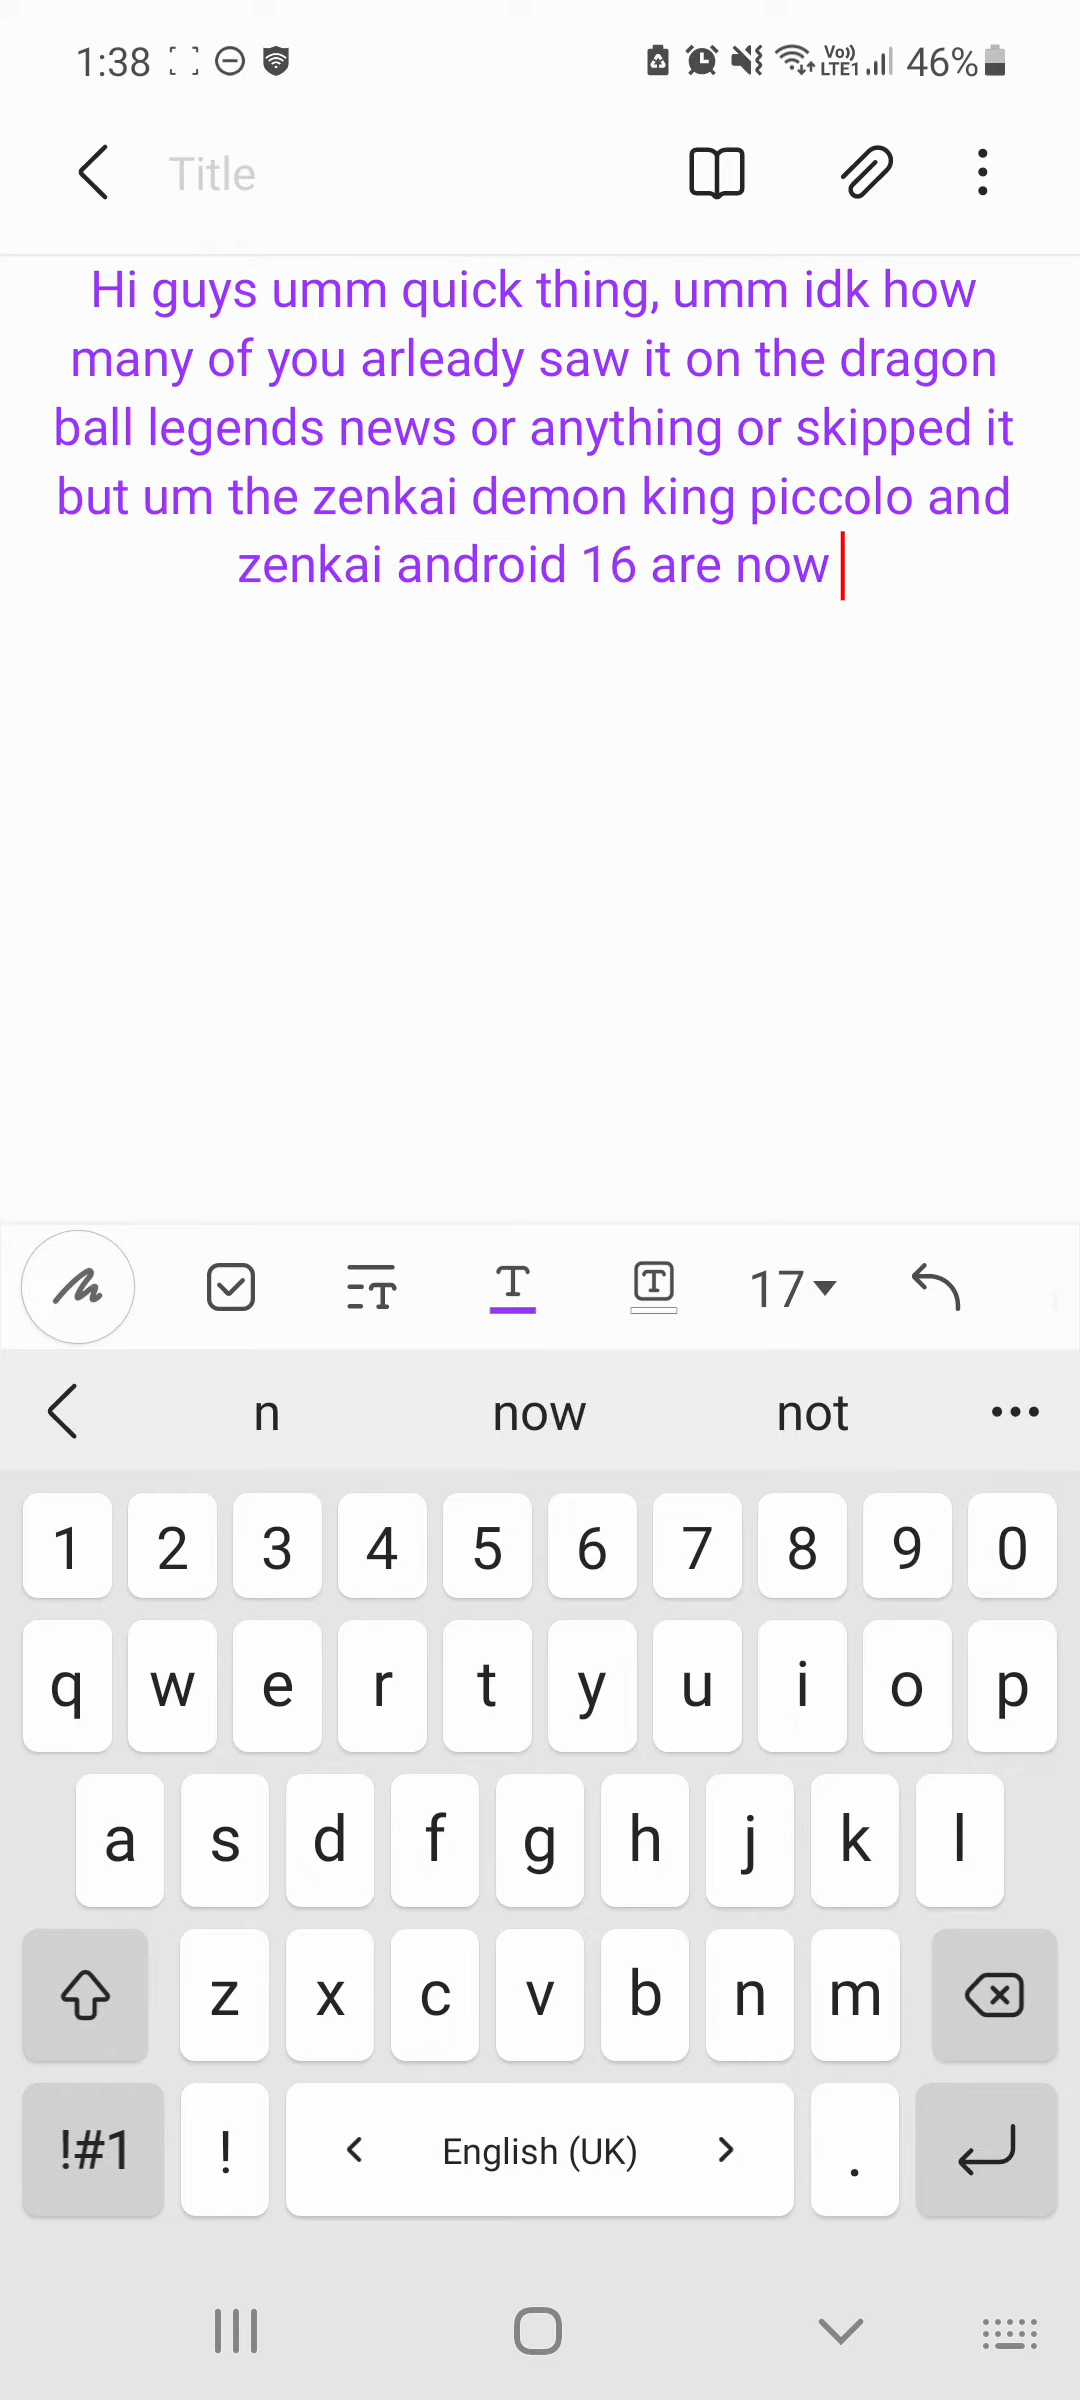 1:38
Vo)) LTE1 46%
Title
Hi guys umm quick thing, umm idk how
many of you arleady saw it on the dragon
ball legends news or anything or skipped it
but um the zenkai demon king piccolo and
zenkai android 16 are now
17
n now not
1 2 3 4 5 6 7 8 9 0
q w e r t y u i o p
a s d f g h j k l
z x c v b n m
!#1 ! English (UK) .